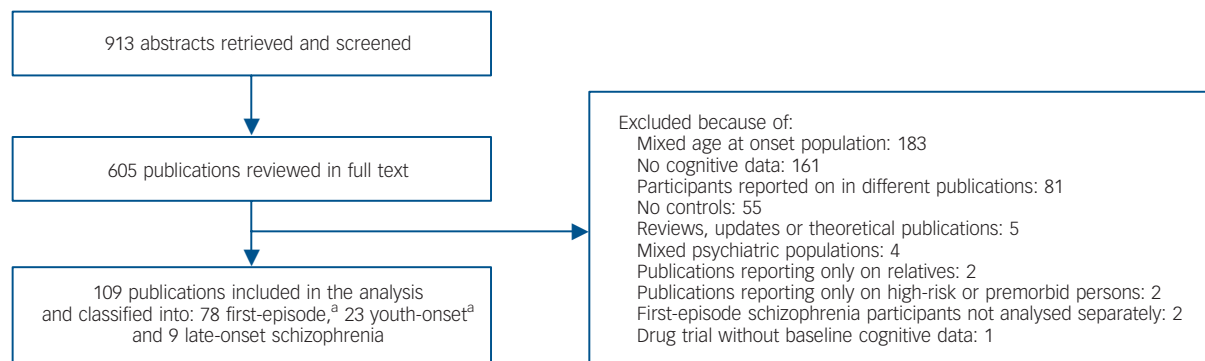 913 abstracts retrieved and screened
605 publications reviewed in full text
109 publications included in the analysis
and classified into: 78 first-episode,ᵃ 23 youth-onsetᵃ
and 9 late-onset schizophrenia
Excluded because of:
Mixed age at onset population: 183
No cognitive data: 161
Participants reported on in different publications: 81
No controls: 55
Reviews, updates or theoretical publications: 5
Mixed psychiatric populations: 4
Publications reporting only on relatives: 2
Publications reporting only on high-risk or premorbid persons: 2
First-episode schizophrenia participants not analysed separately: 2
Drug trial without baseline cognitive data: 1